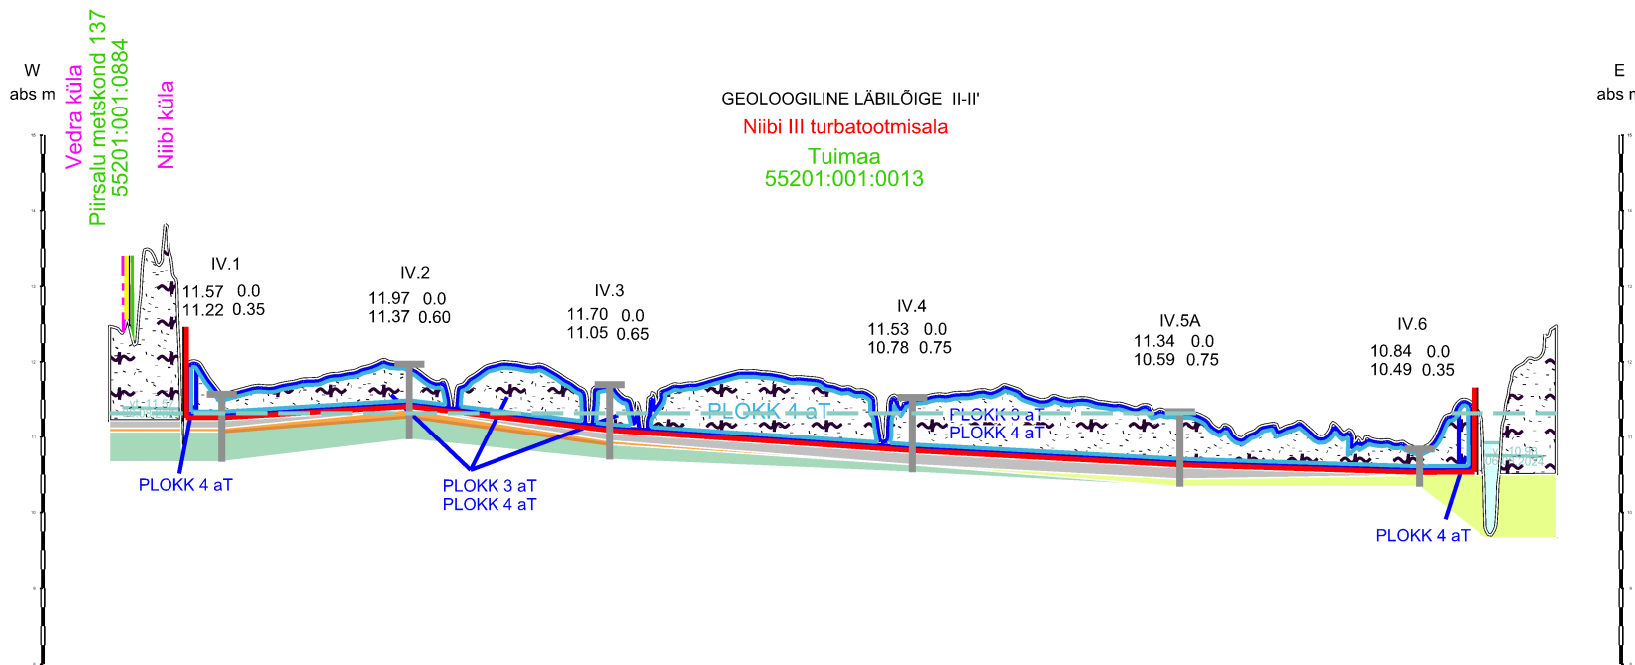 W
abs m
Vedra küla
Piirsalu metskond 137
55201:001:0884
Niibi küla
GEOLOOGILINE LÄBILÕIGE II-II'
Niibi III turbatootmisala
Tuimaa
55201:001:0013
E
abs m
IV.1
11.57 0.0
11.22 0.35
IV.2
11.97 0.0
11.37 0.60
IV.3
11.70 0.0
11.05 0.65
IV.4
11.53 0.0
10.78 0.75
IV.5A
11.34 0.0
10.59 0.75
IV.6
10.84 0.0
10.49 0.35
PLOKK 4 aT
PLOKK 3 aT
PLOKK 4 aT
PLOKK 4 aT
PLOKK 3 aT
PLOKK 4 aT
PLOKK 4 aT